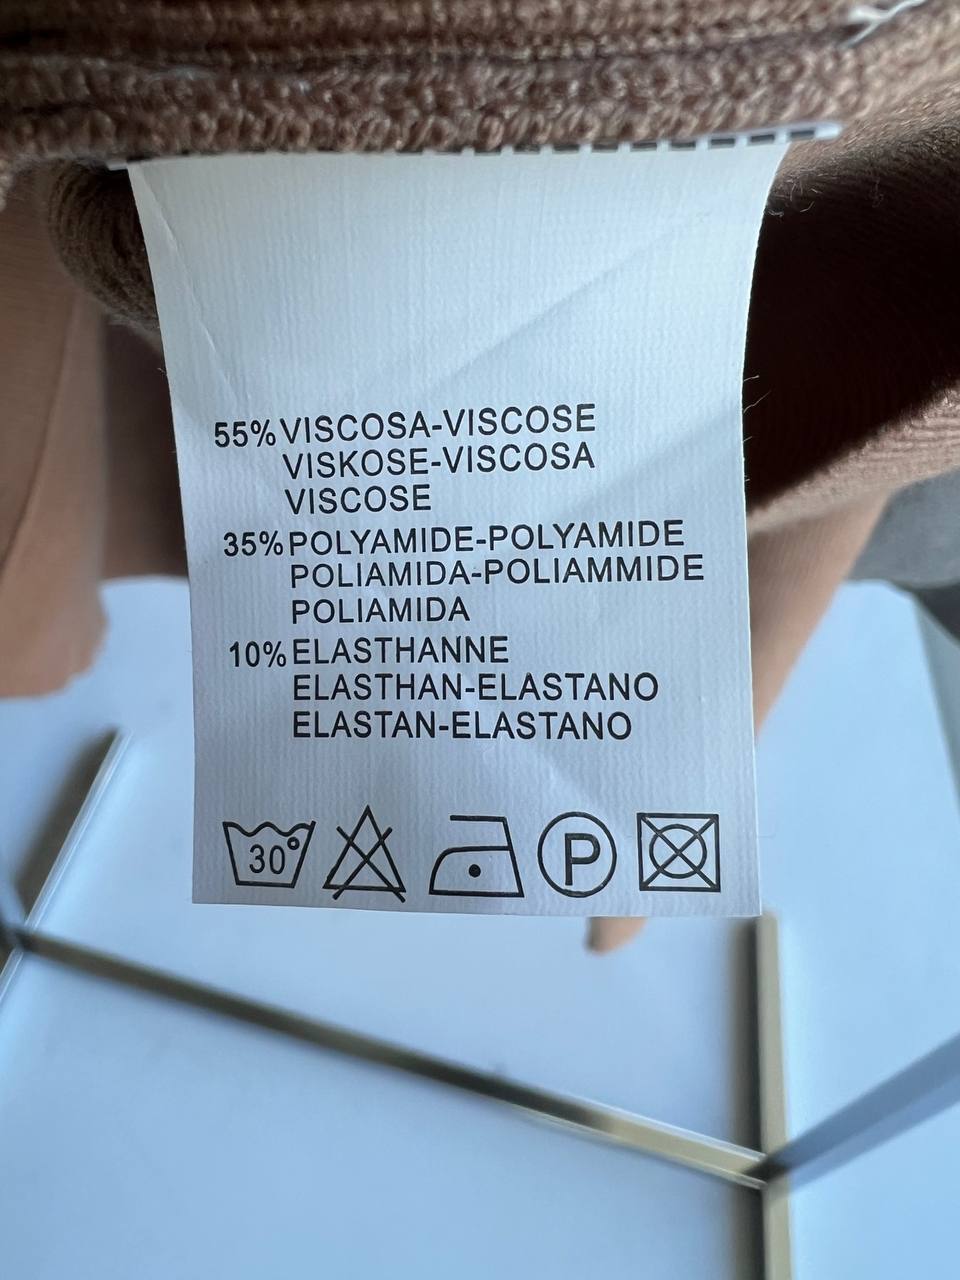 55% VISCOSA-VISCOSE
VISKOSE-VISCOSA
VISCOSE
35% POLYAMIDE-POLYAMIDE
POLIAMIDA-POLIAMMIDE
POLIAMIDA
10% ELASTHANNE
ELASTHAN-ELASTANO
ELASTAN-ELASTANO
30° P